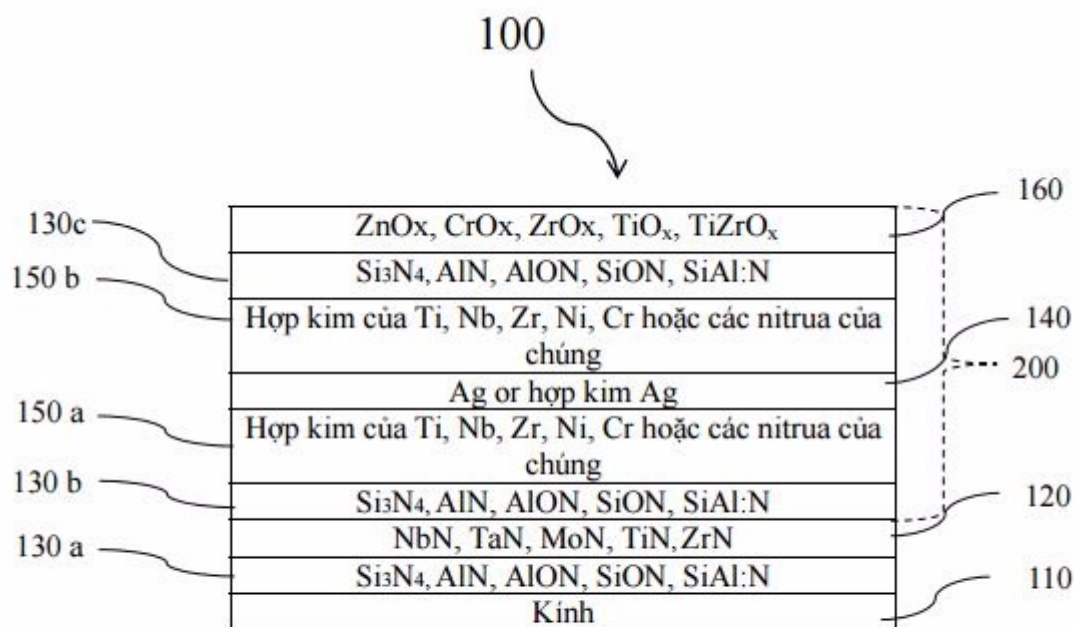 100
160
130c
ZnOx, CrOx, ZrOx, TiOₓ, TiZrOₓ
150 b
Si₃N₄, AlN, AlON, SiON, SiAl:N
Hợp kim của Ti, Nb, Zr, Ni, Cr hoặc các nitrua của
chúng
140
200
Ag or hợp kim Ag
150 a
Hợp kim của Ti, Nb, Zr, Ni, Cr hoặc các nitrua của
chúng
130 b
Si₃N₄, AlN, AlON, SiON, SiAl:N
120
NbN, TaN, MoN, TiN, ZrN
130 a
Si₃N₄, AlN, AlON, SiON, SiAl:N
110
Kính